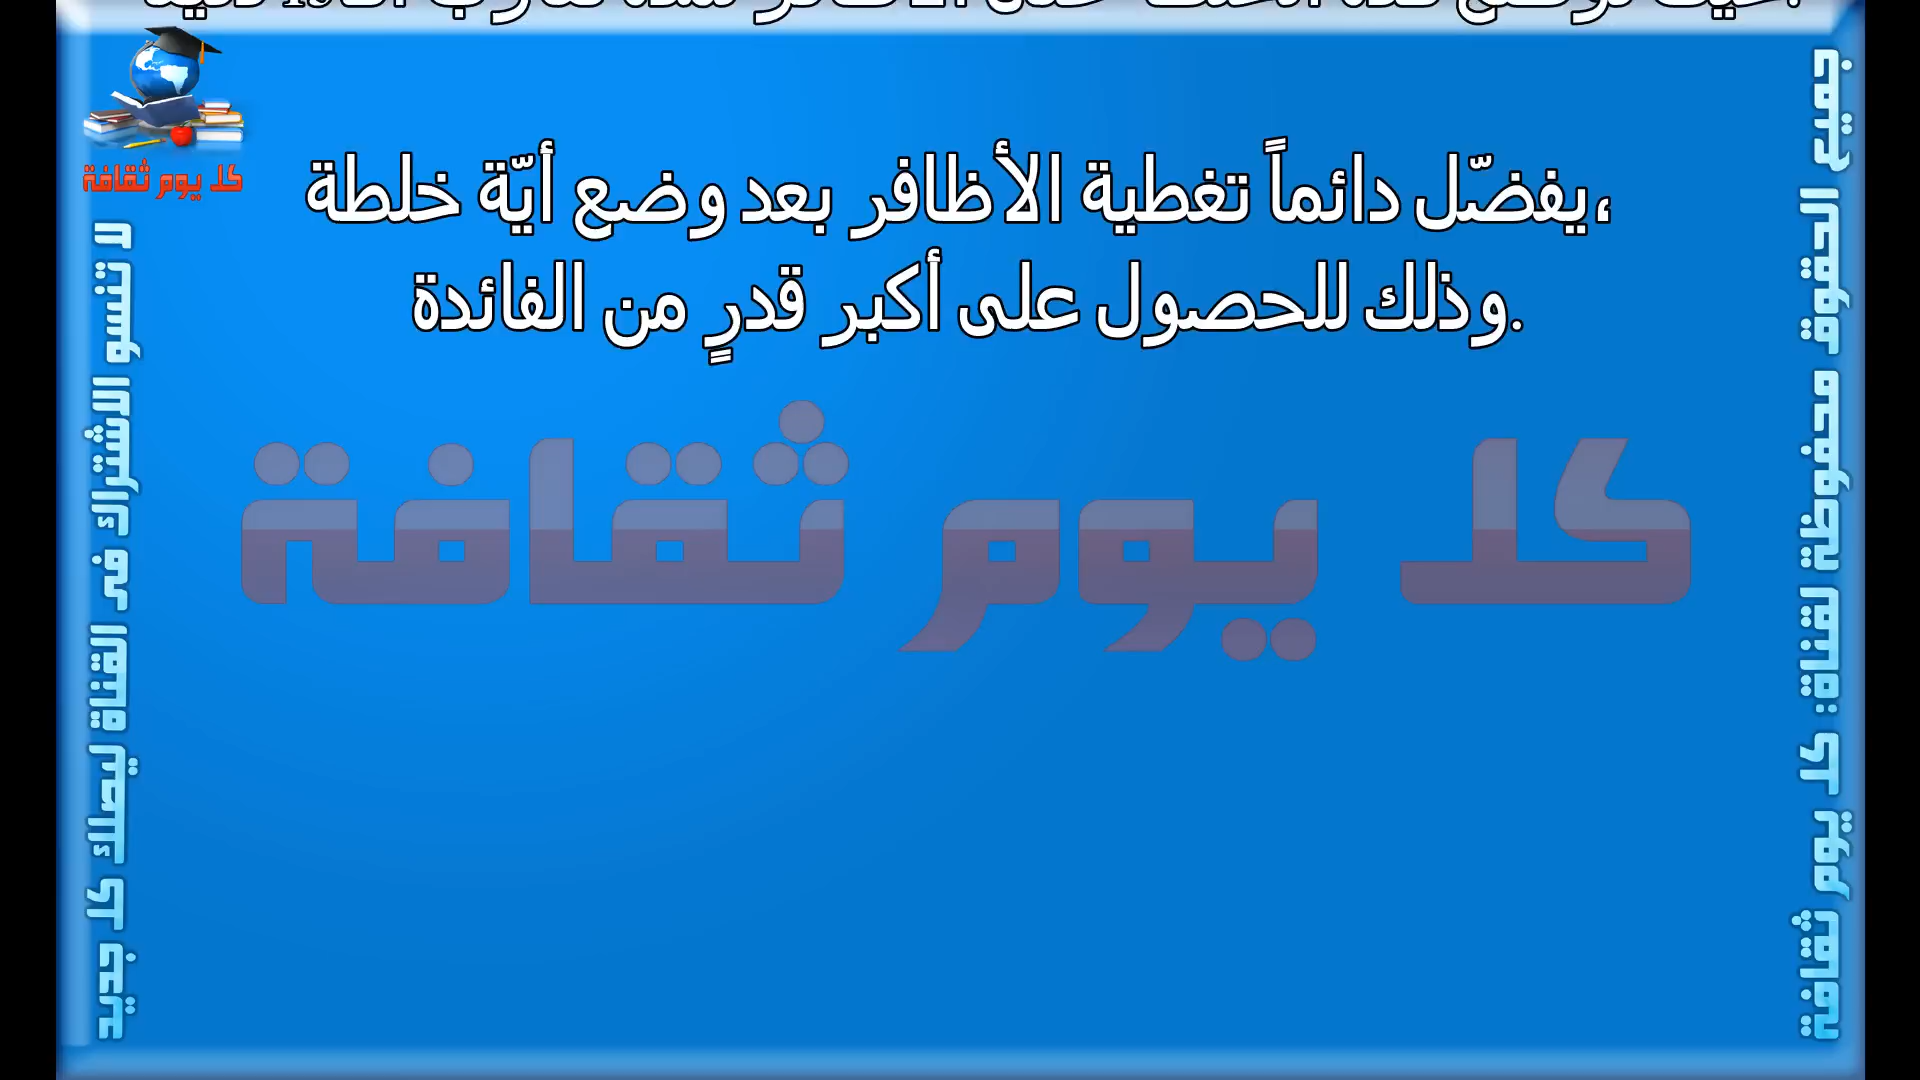 يفضّل دائماً تغطية الأظافر بعد وضع أيّة خلطة،
وذلك للحصول على أكبر قدرٍ من الفائدة.
كل يوم ثقافة
كل يوم ثقافة
جميع الحقوق محفوظة لقناة: كل يوم ثقافة
لا تنسو الاشتراك فى القناة ليصلك كل جديد